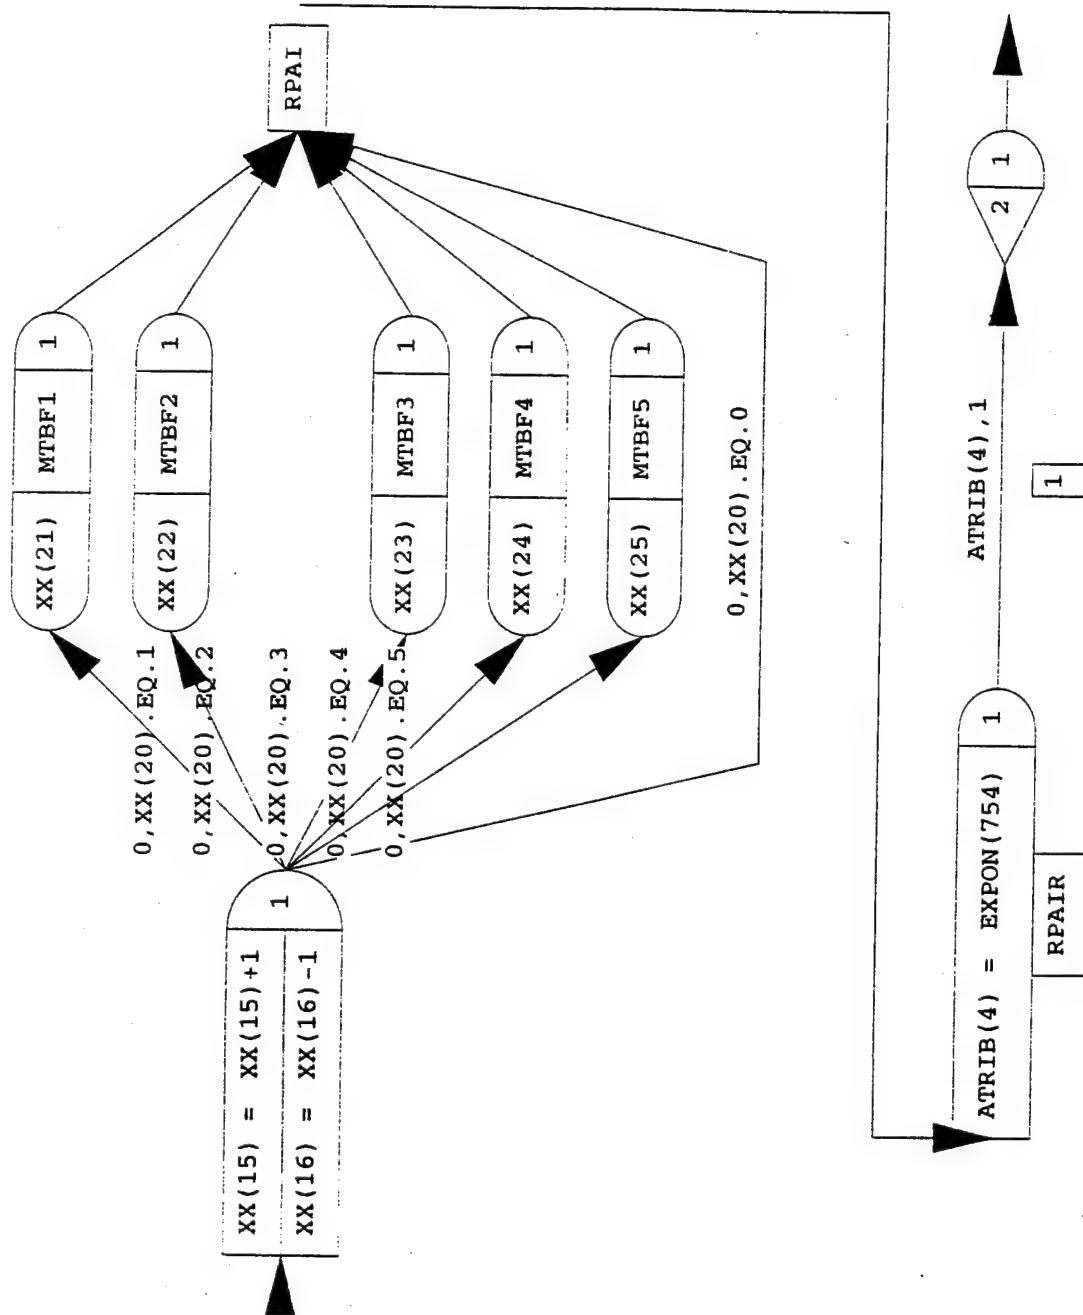 XX(15) = XX(15)+1
XX(16) = XX(16)-1
1
0,XX(20).EQ.1
0,XX(20).EQ.2
0,XX(20).EQ.3
0,XX(20).EQ.4
0,XX(20).EQ.5
0,XX(20).EQ.0
XX(21) MTBF1 1
XX(22) MTBF2 1
XX(23) MTBF3 1
XX(24) MTBF4 1
XX(25) MTBF5 1
RPAI
ATRIB(4) = EXPON(754) 1
RPAIR
ATRIB(4),1
1
2 1